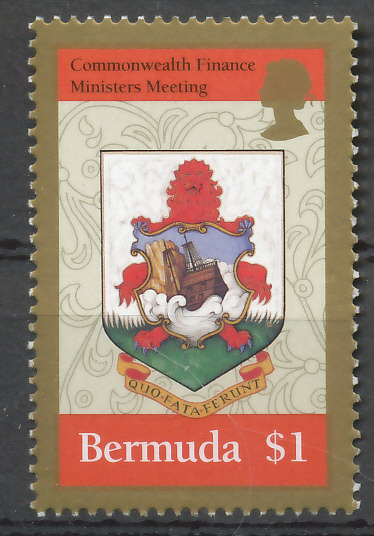 Commonwealth Finance
Ministers Meeting
QUO·FATA·FERUNT
Bermuda $1